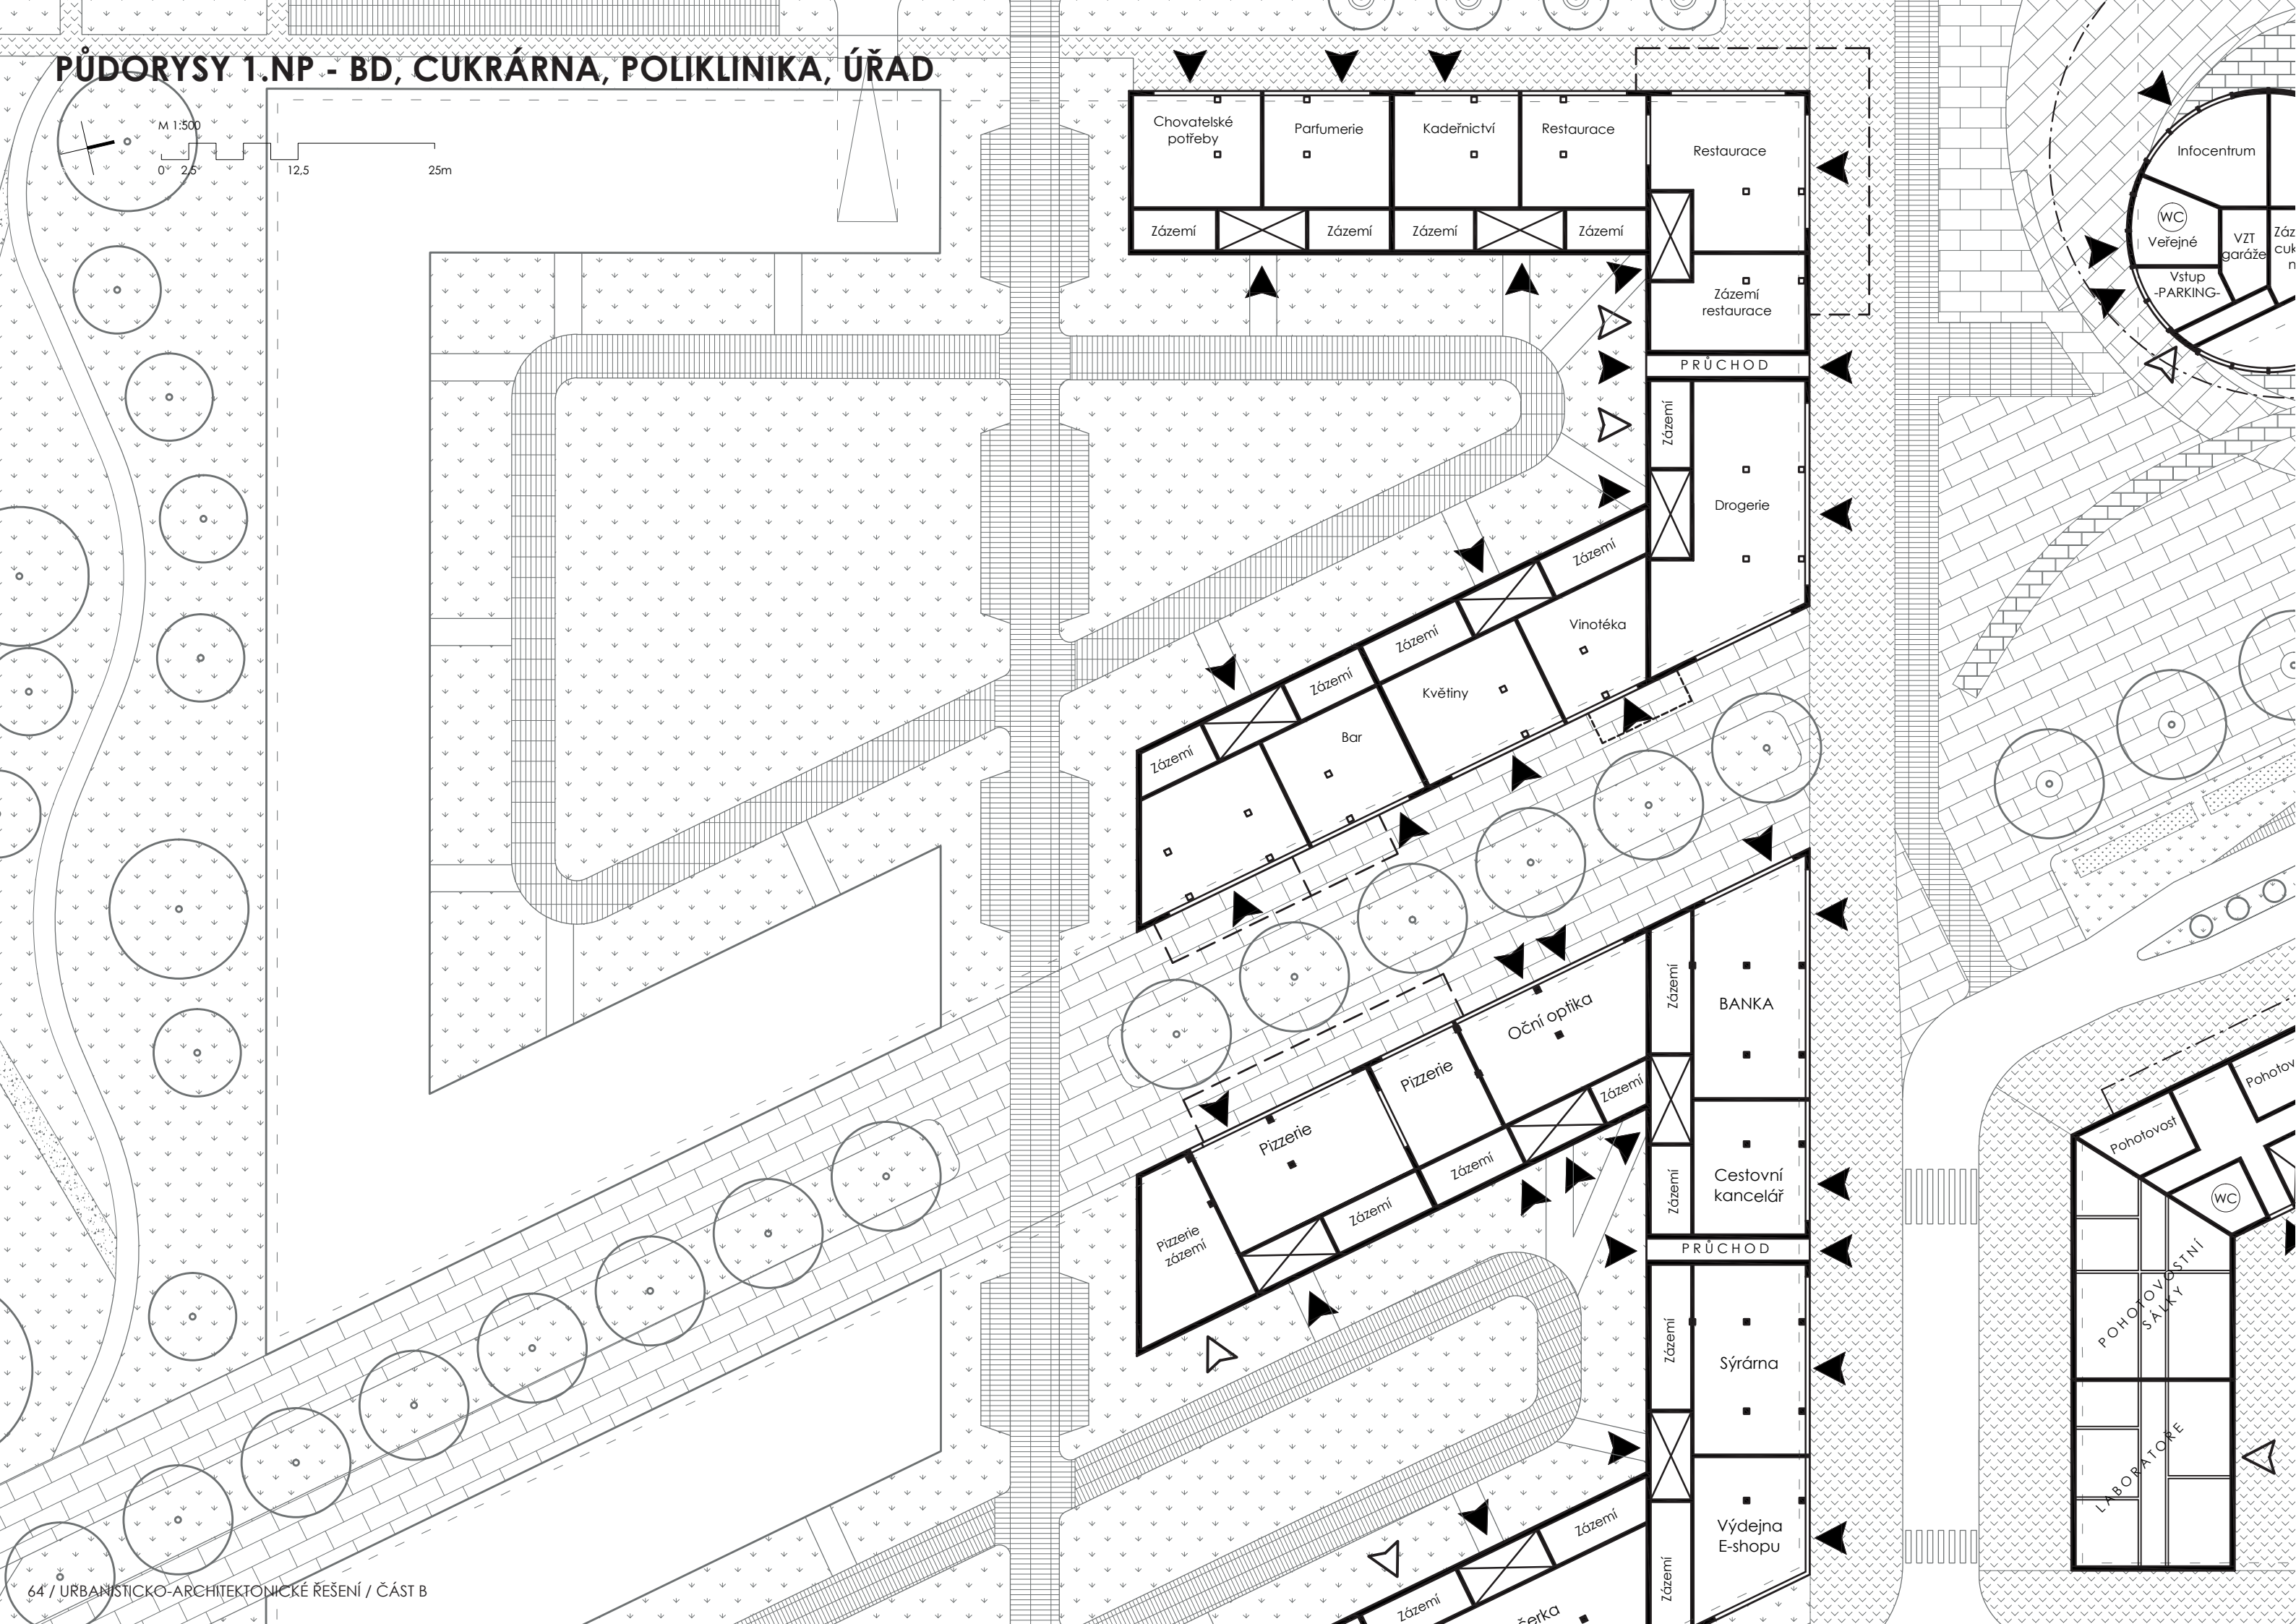 PŮDORYSY 1.NP - BD, CUKRÁRNA, POLIKLINIKA, ÚŘAD
M 1:500
0 2,5 12,5 25m
Chovatelské
potřeby
Parfumerie
Kadeřnictví
Restaurace
Restaurace
Zázemí
Zázemí
Zázemí
Zázemí
Zázemí
restaurace
PRŮCHOD
Zázemí
Drogerie
Infocentrum
WC
Veřejné
VZT
garáže
Vstup
-PARKING-
Zázemí
Vinotéka
Zázemí
Květiny
Zázemí
Bar
Zázemí
Zázemí
BANKA
Oční optika
Pizzerie
Zázemí
Pizzerie
Zázemí
Zázemí
Pizzerie
zázemí
Zázemí
Cestovní
kancelář
PRŮCHOD
Zázemí
Sýrárna
Výdejna
E-shopu
Zázemí
Zázemí
Zázemí
Pohotovost
WC
POHOTOVOSTNÍ
SÁLKY
LABORATOŘE
64 / URBANISTICKO-ARCHITEKTONICKÉ ŘEŠENÍ / ČÁST B